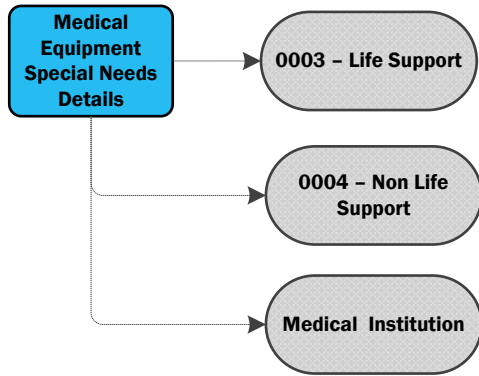 Medical
Equipment
Special Needs
Details
0003 – Life Support
0004 – Non Life
Support
Medical Institution